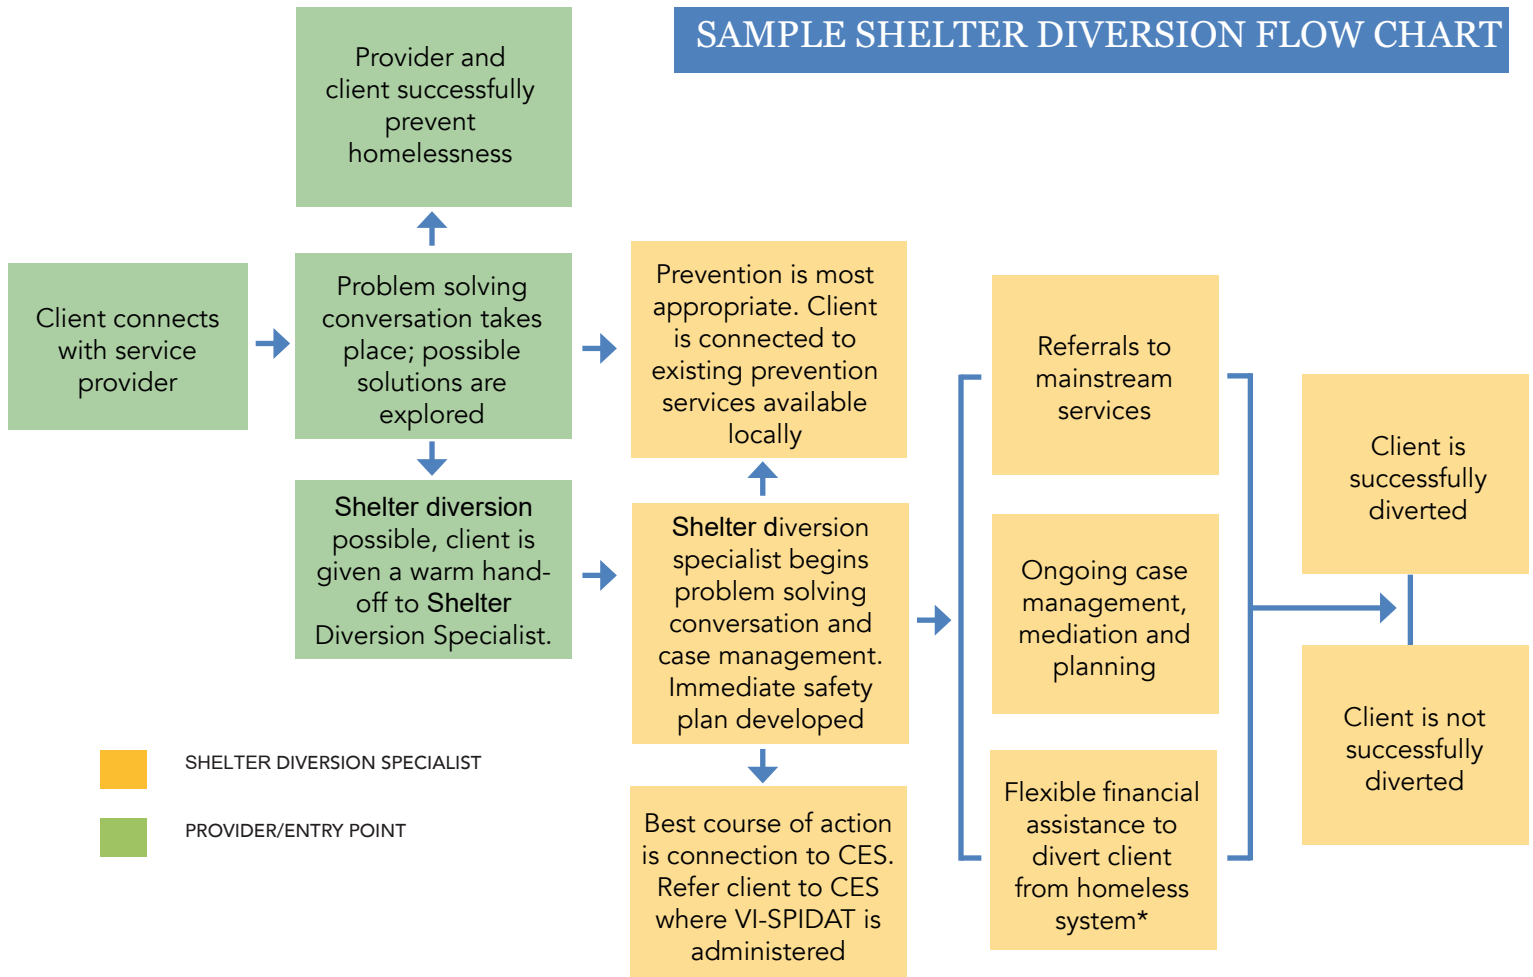 SAMPLE SHELTER DIVERSION FLOW CHART
Provider and
client successfully
prevent
homelessness
Client connects
with service
provider
Problem solving
conversation takes
place; possible
solutions are
explored
Shelter diversion
possible, client is
given a warm hand-
off to Shelter
Diversion Specialist.
Prevention is most
appropriate. Client
is connected to
existing prevention
services available
locally
Shelter diversion
specialist begins
problem solving
conversation and
case management.
Immediate safety
plan developed
Best course of action
is connection to CES.
Refer client to CES
where VI-SPIDAT is
administered
Referrals to
mainstream
services
Ongoing case
management,
mediation and
planning
Flexible financial
assistance to
divert client
from homeless
system*
Client is
successfully
diverted
Client is not
successfully
diverted
SHELTER DIVERSION SPECIALIST
PROVIDER/ENTRY POINT